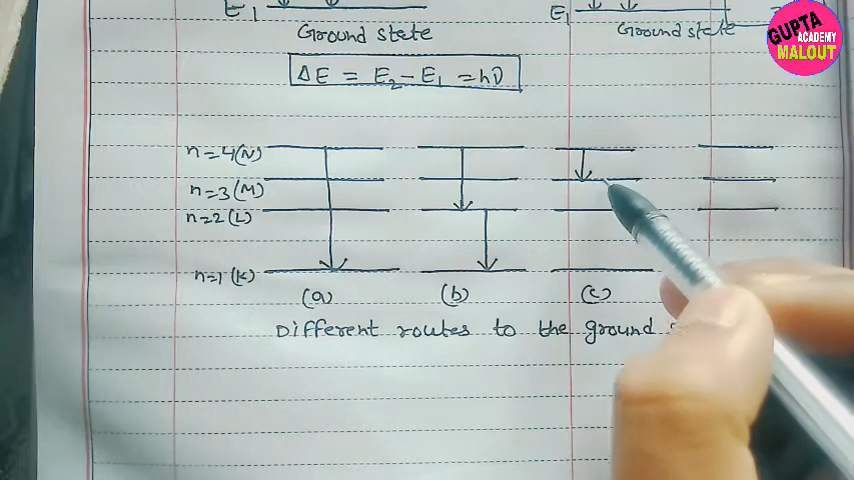 E1 E1
Ground state Ground state
ΔE = E2 - E1 = hν
n=4(N)
n=3(M)
n=2(L)
n=1(K)
(a) (b) (c)
Different routes to the ground
GUPTA
ACADEMY
MALOUT